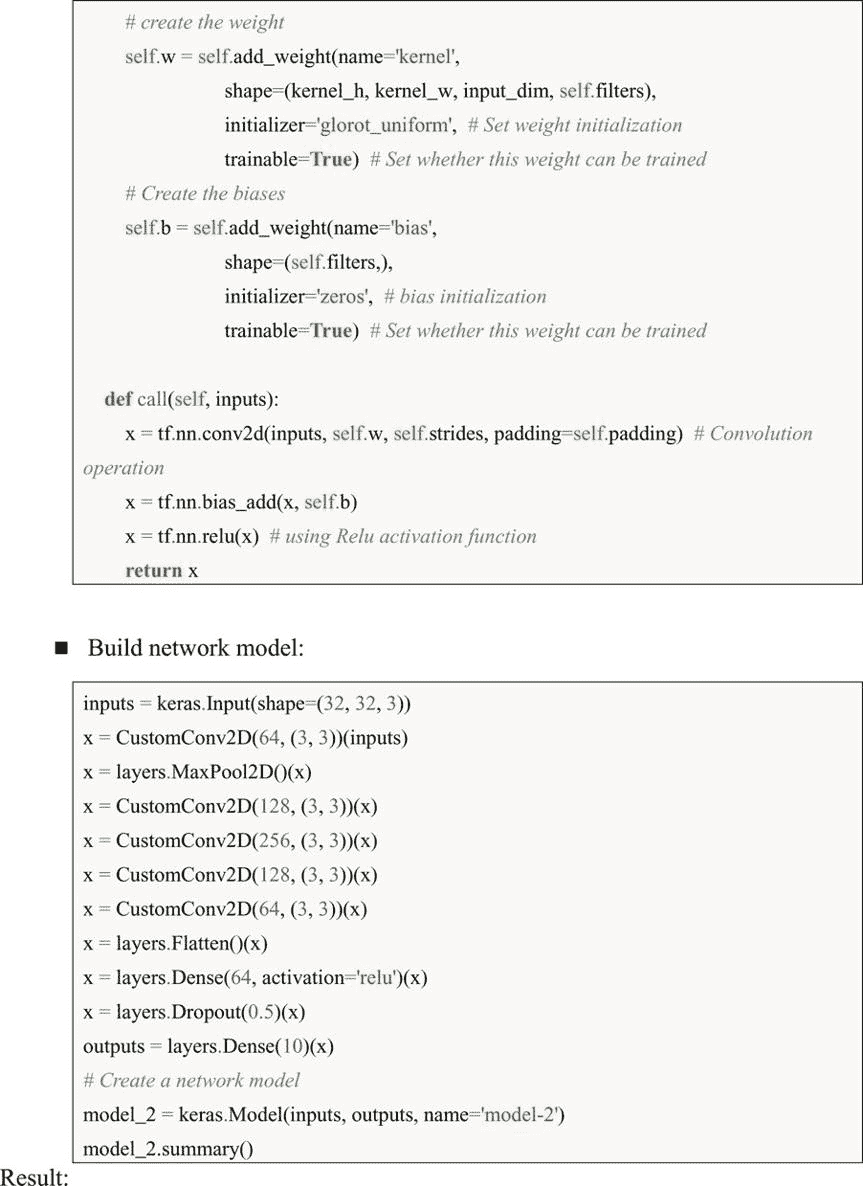 # create the weight
self.w = self.add_weight(name='kernel',
shape=(kernel_h, kernel_w, input_dim, self.filters),
initializer='glorot_uniform', # Set weight initialization
trainable=True) # Set whether this weight can be trained
# Create the biases
self.b = self.add_weight(name='bias',
shape=(self.filters,),
initializer='zeros', # bias initialization
trainable=True) # Set whether this weight can be trained
def call(self, inputs):
x = tf.nn.conv2d(inputs, self.w, self.strides, padding=self.padding) # Convolution
operation
x = tf.nn.bias_add(x, self.b)
x = tf.nn.relu(x) # using Relu activation function
return x
■ Build network model:
inputs = keras.Input(shape=(32, 32, 3))
x = CustomConv2D(64, (3, 3))(inputs)
x = layers.MaxPool2D()(x)
x = CustomConv2D(128, (3, 3))(x)
x = CustomConv2D(256, (3, 3))(x)
x = CustomConv2D(128, (3, 3))(x)
x = CustomConv2D(64, (3, 3))(x)
x = layers.Flatten()(x)
x = layers.Dense(64, activation='relu')(x)
x = layers.Dropout(0.5)(x)
outputs = layers.Dense(10)(x)
# Create a network model
model_2 = keras.Model(inputs, outputs, name='model-2')
model_2.summary()
Result: